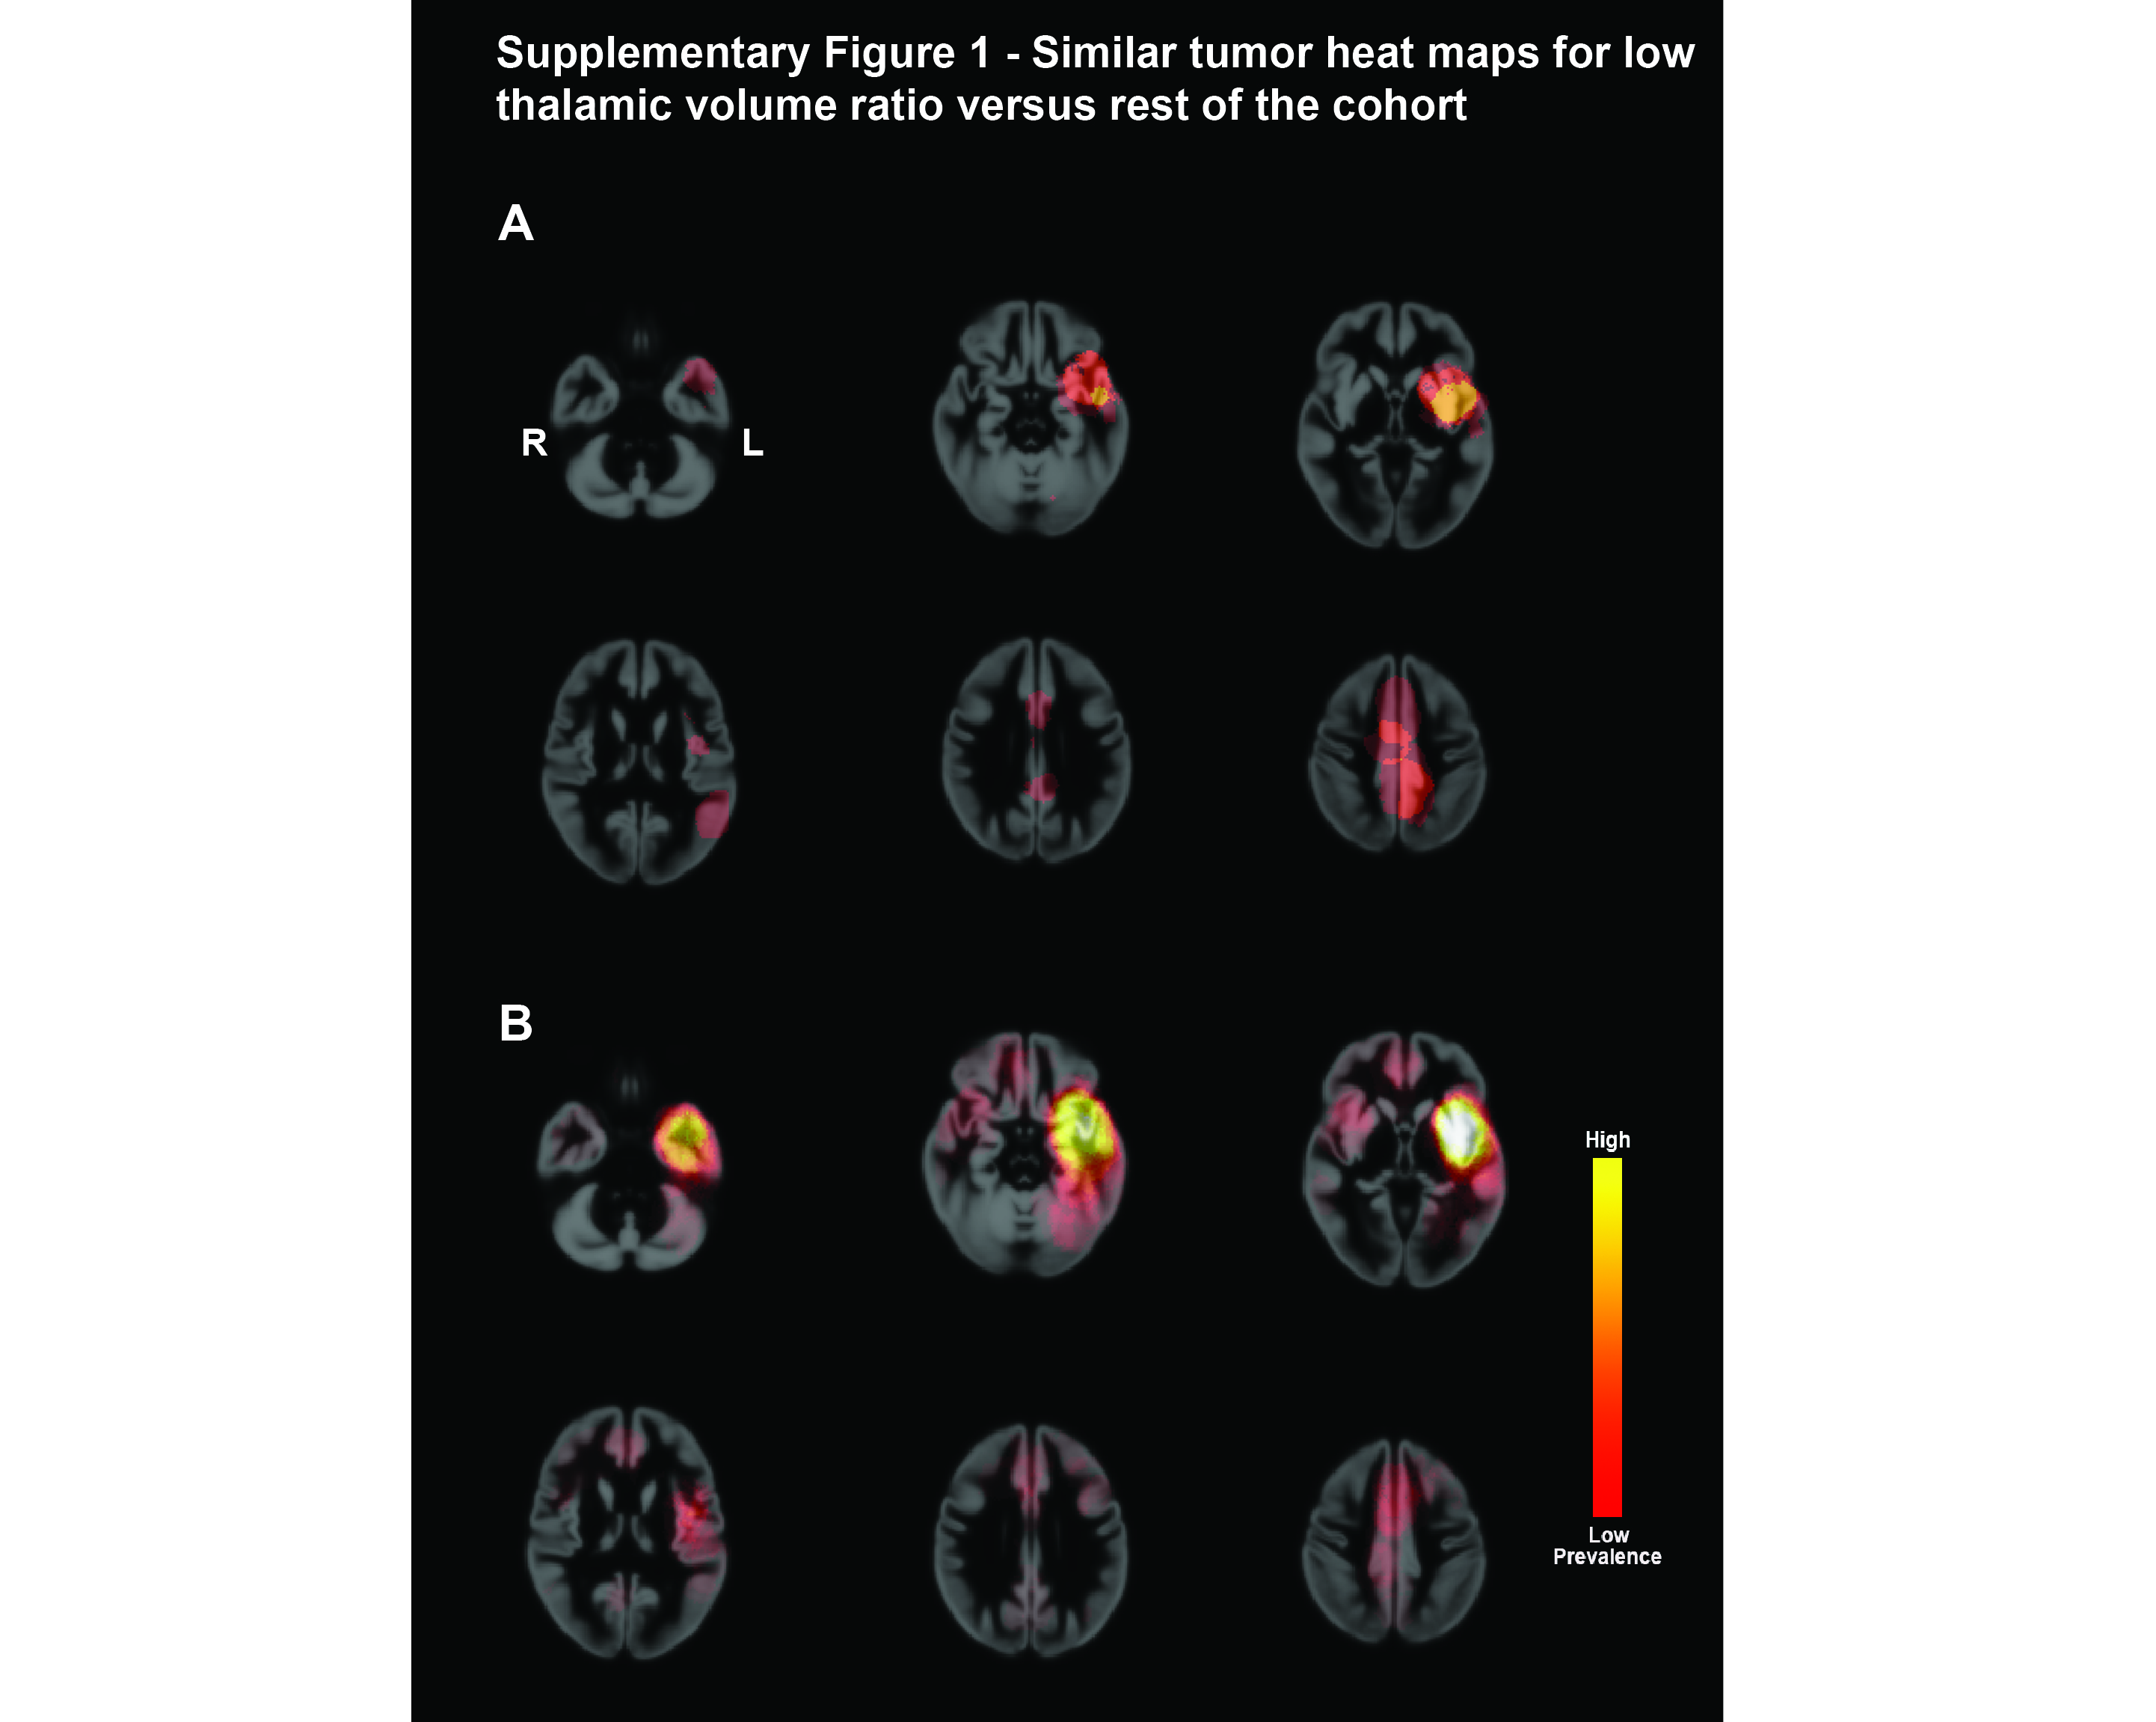 Supplementary Figure 1 - Similar tumor heat maps for low
thalamic volume ratio versus rest of the cohort
A
R
L
B
High
Low
Prevalence